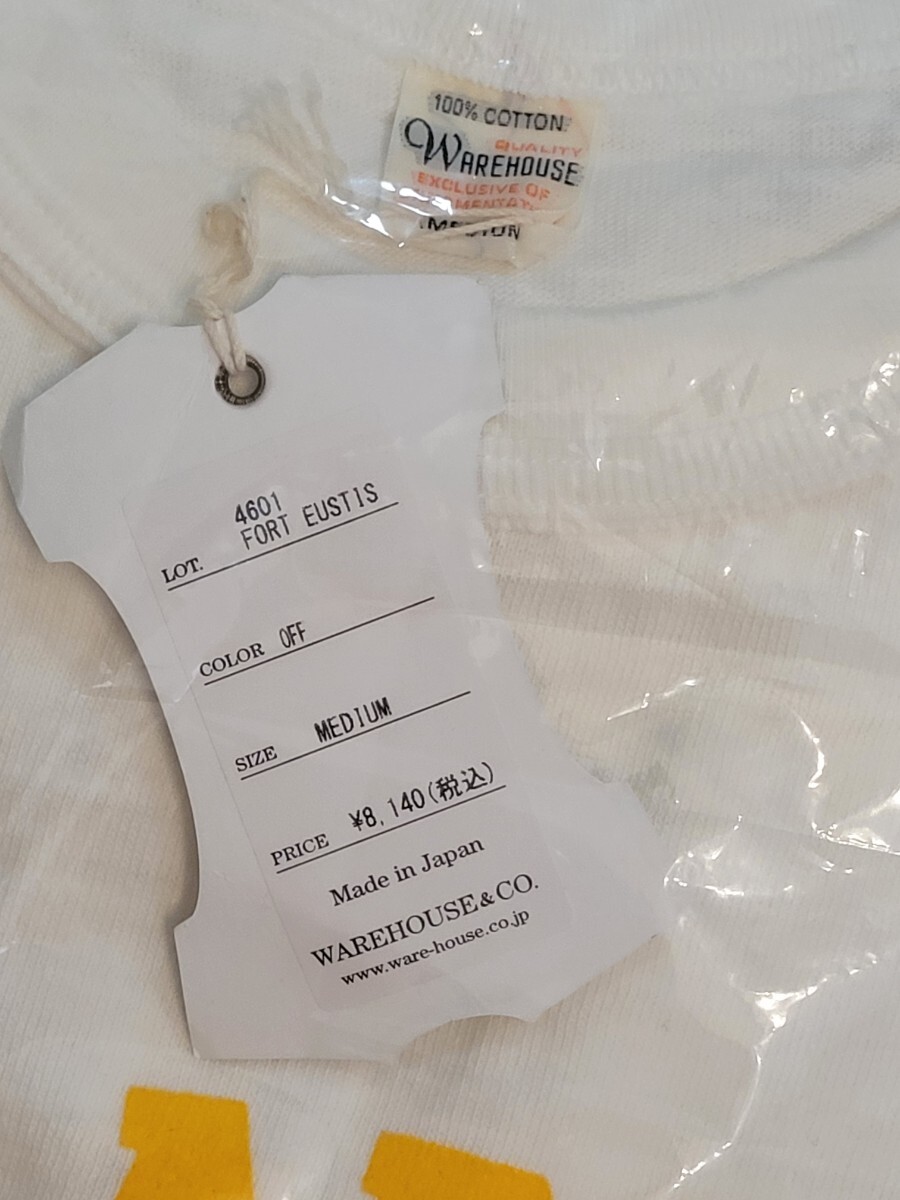 100% COTTON
QUALITY
WAREHOUSE
EXCLUSIVE OF
4601
LOT. FORT EUSTIS
COLOR OFF
SIZE MEDIUM
PRICE ¥8,140(税込)
Made in Japan
WAREHOUSE&CO.
www.ware-house.co.jp